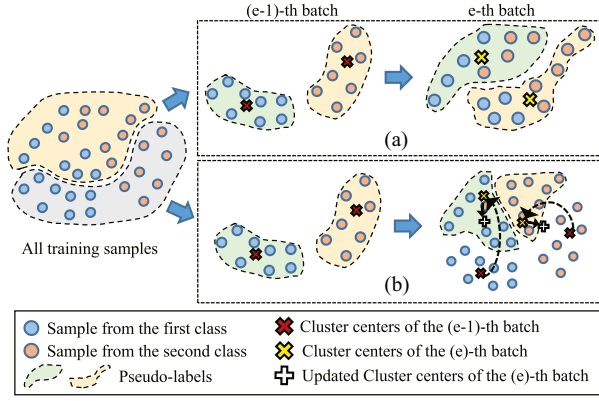 (e-1)-th batch
e-th batch
(a)
All training samples
(b)
Sample from the first class
Cluster centers of the (e-1)-th batch
Sample from the second class
Cluster centers of the (e)-th batch
Pseudo-labels
Updated Cluster centers of the (e)-th batch